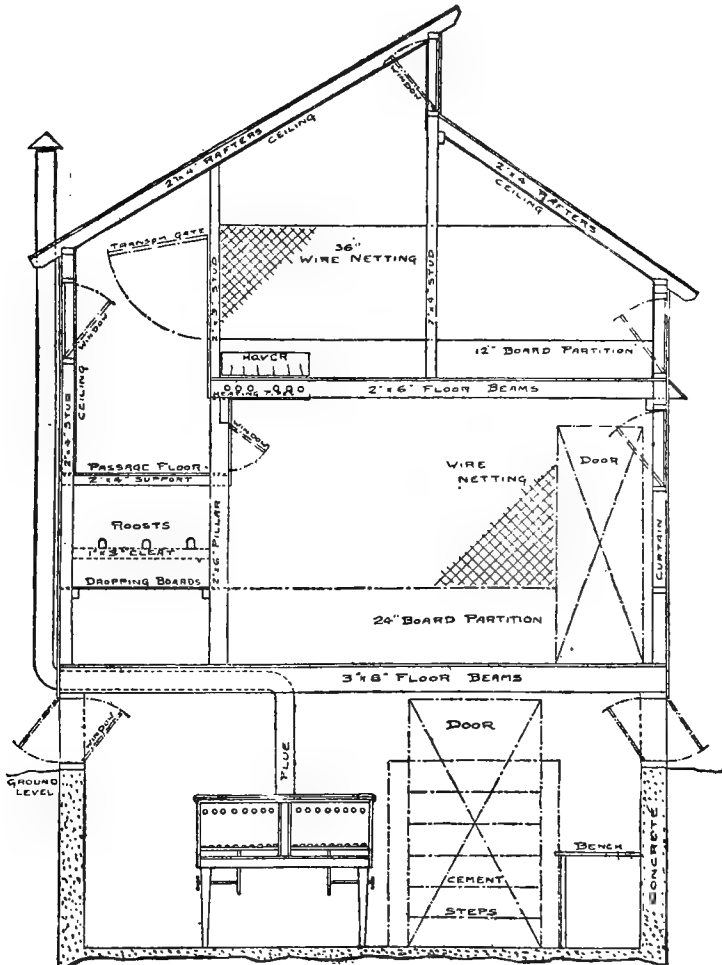 WINDOW
2"x4" RAFTERS
CEILING
2"x4 RAFTERS
CEILING
TRANSOM GATE
36"
WIRE NETTING
2"x3" STUD
2"x4" STUD
WINDOW
HOVER
12" BOARD PARTITION
HEATING PIPES
2"x6" FLOOR BEAMS
2"x4" STUD
CEILING
WINDOW
PASSAGE FLOOR
2"x4" SUPPORT
WIRE
NETTING
DOOR
ROOSTS
1"x3" CLEAT
DROPPING BOARDS
2"x6" PILLAR
CURTAIN
24" BOARD PARTITION
3"x8" FLOOR BEAMS
WINDOW
DOOR
FLUE
GROUND
LEVEL
BENCH
CEMENT
STEPS
CONCRETE